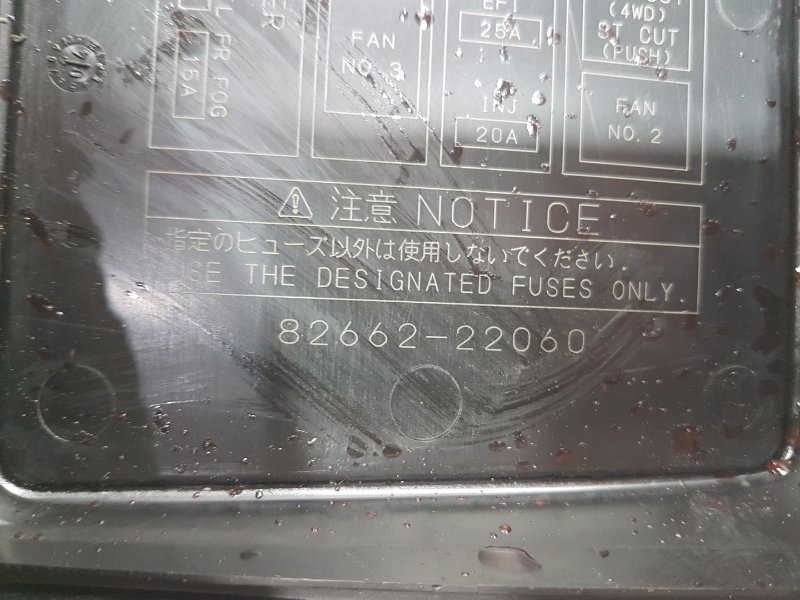 EFI
25A
(4WD)
ST CUT
(PUSH)
FR FOG
15A
FAN
NO. 3
INJ
20A
FAN
NO. 2
注意 NOTICE
指定のヒューズ以外は使用しないでください.
USE THE DESIGNATED FUSES ONLY.
82662-22060